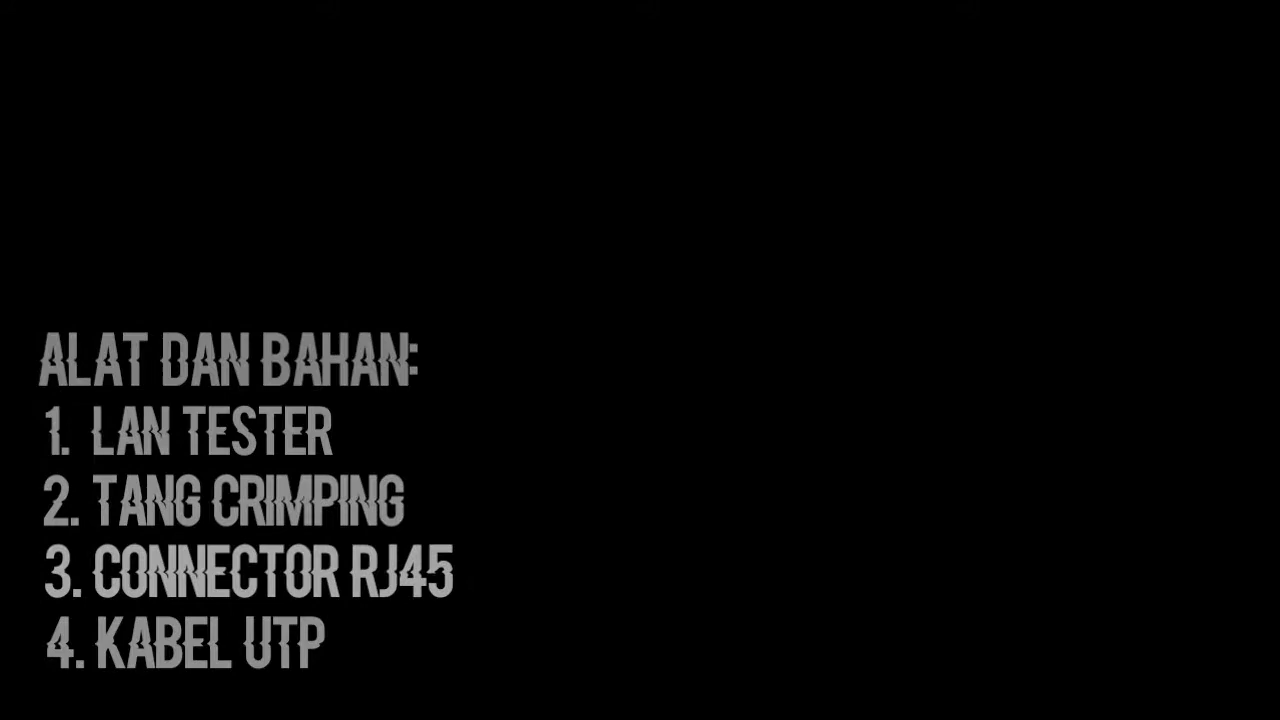 ALAT DAN BAHAN:
1. LAN TESTER
2. TANG CRIMPING
3. CONNECTOR RJ45
4. KABEL UTP